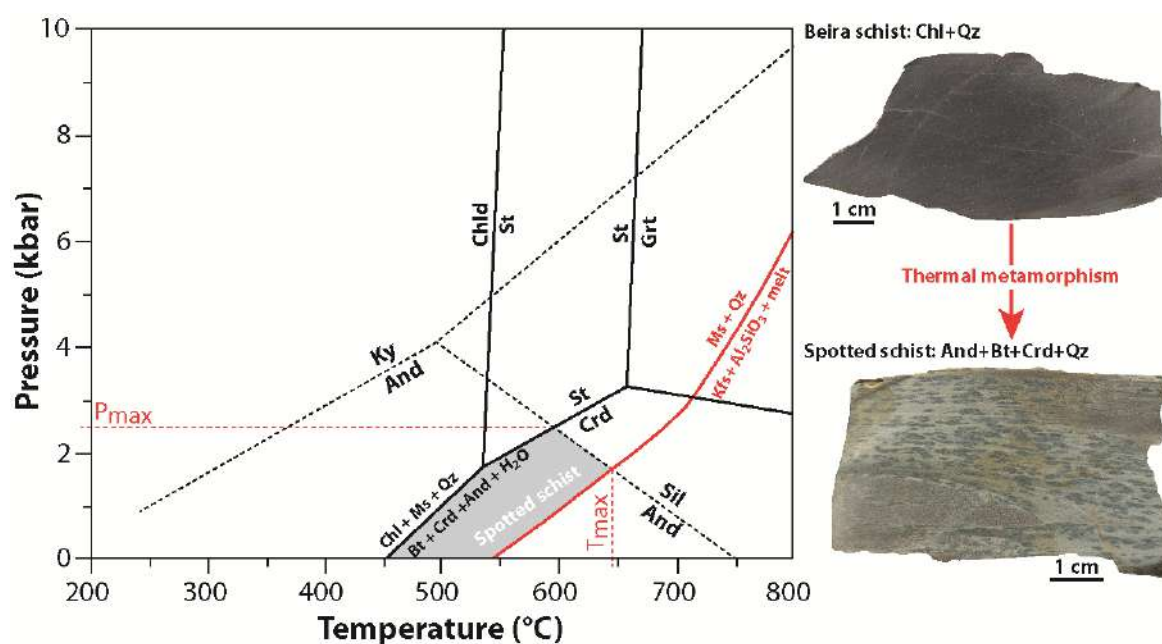 10
8
6
4
2
0
Pressure (kbar)
200
300
400
500
600
700
800
Temperature (°C)
Chld
St
St
Grt
Ky
And
Pmax
St
Crd
Ms + Qz
Kfs+ Al₂SiO₃ + melt
Chl + Ms + Qz
Bt + Crd +And + H₂O
Spotted schist
Tmax
Sil
And
Beira schist: Chl+Qz
1 cm
Thermal metamorphism
Spotted schist: And+Bt+Crd+Qz
1 cm